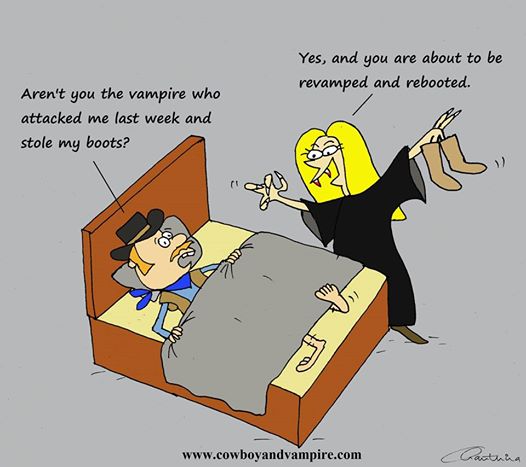 Aren't you the vampire who
attacked me last week and
stole my boots?
Yes, and you are about to be
revamped and rebooted.
www.cowboyandvampire.com